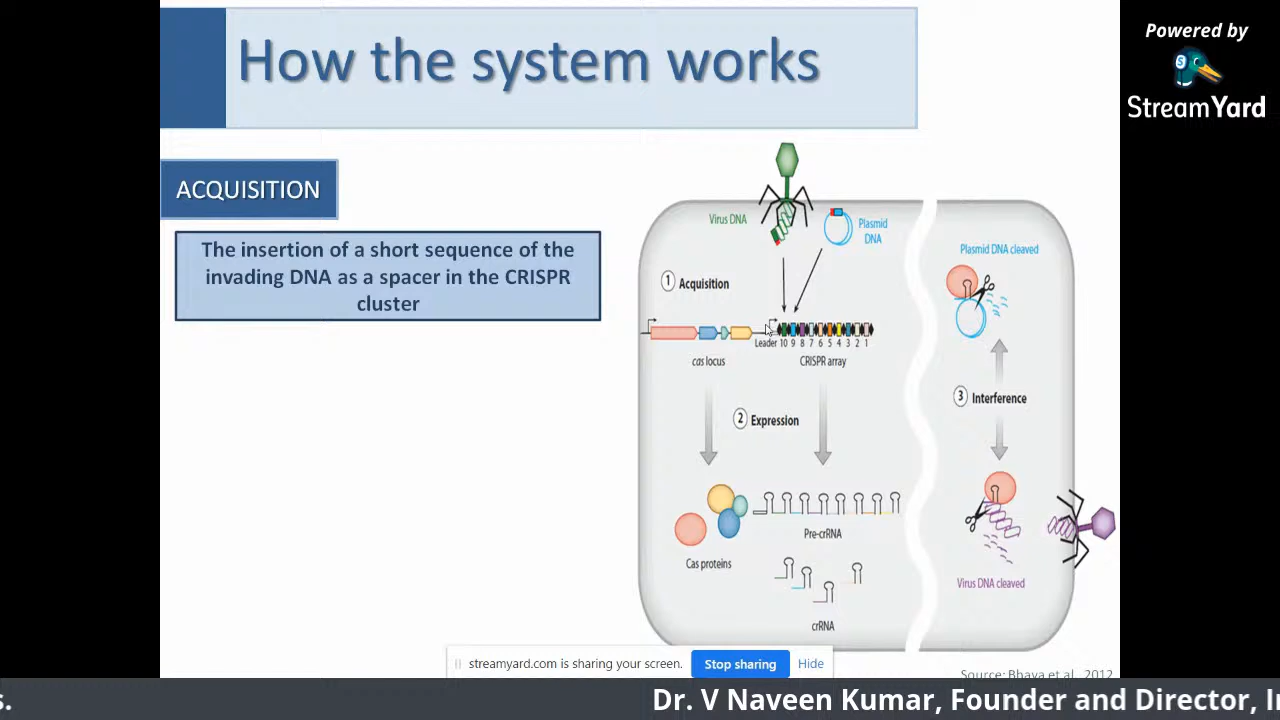 How the system works
Powered by
StreamYard
ACQUISITION
The insertion of a short sequence of the
invading DNA as a spacer in the CRISPR
cluster
Virus DNA
Plasmid
DNA
Plasmid DNA cleaved
1 Acquisition
Leader 10 9 8 7 6 5 4 3 2 1
cas locus
CRISPR array
2 Expression
3 Interference
Pre-crRNA
Cas proteins
Virus DNA cleaved
crRNA
streamyard.com is sharing your screen.
Stop sharing
Hide
Source: Bhaya et al., 2012
s.
Dr. V Naveen Kumar, Founder and Director, I